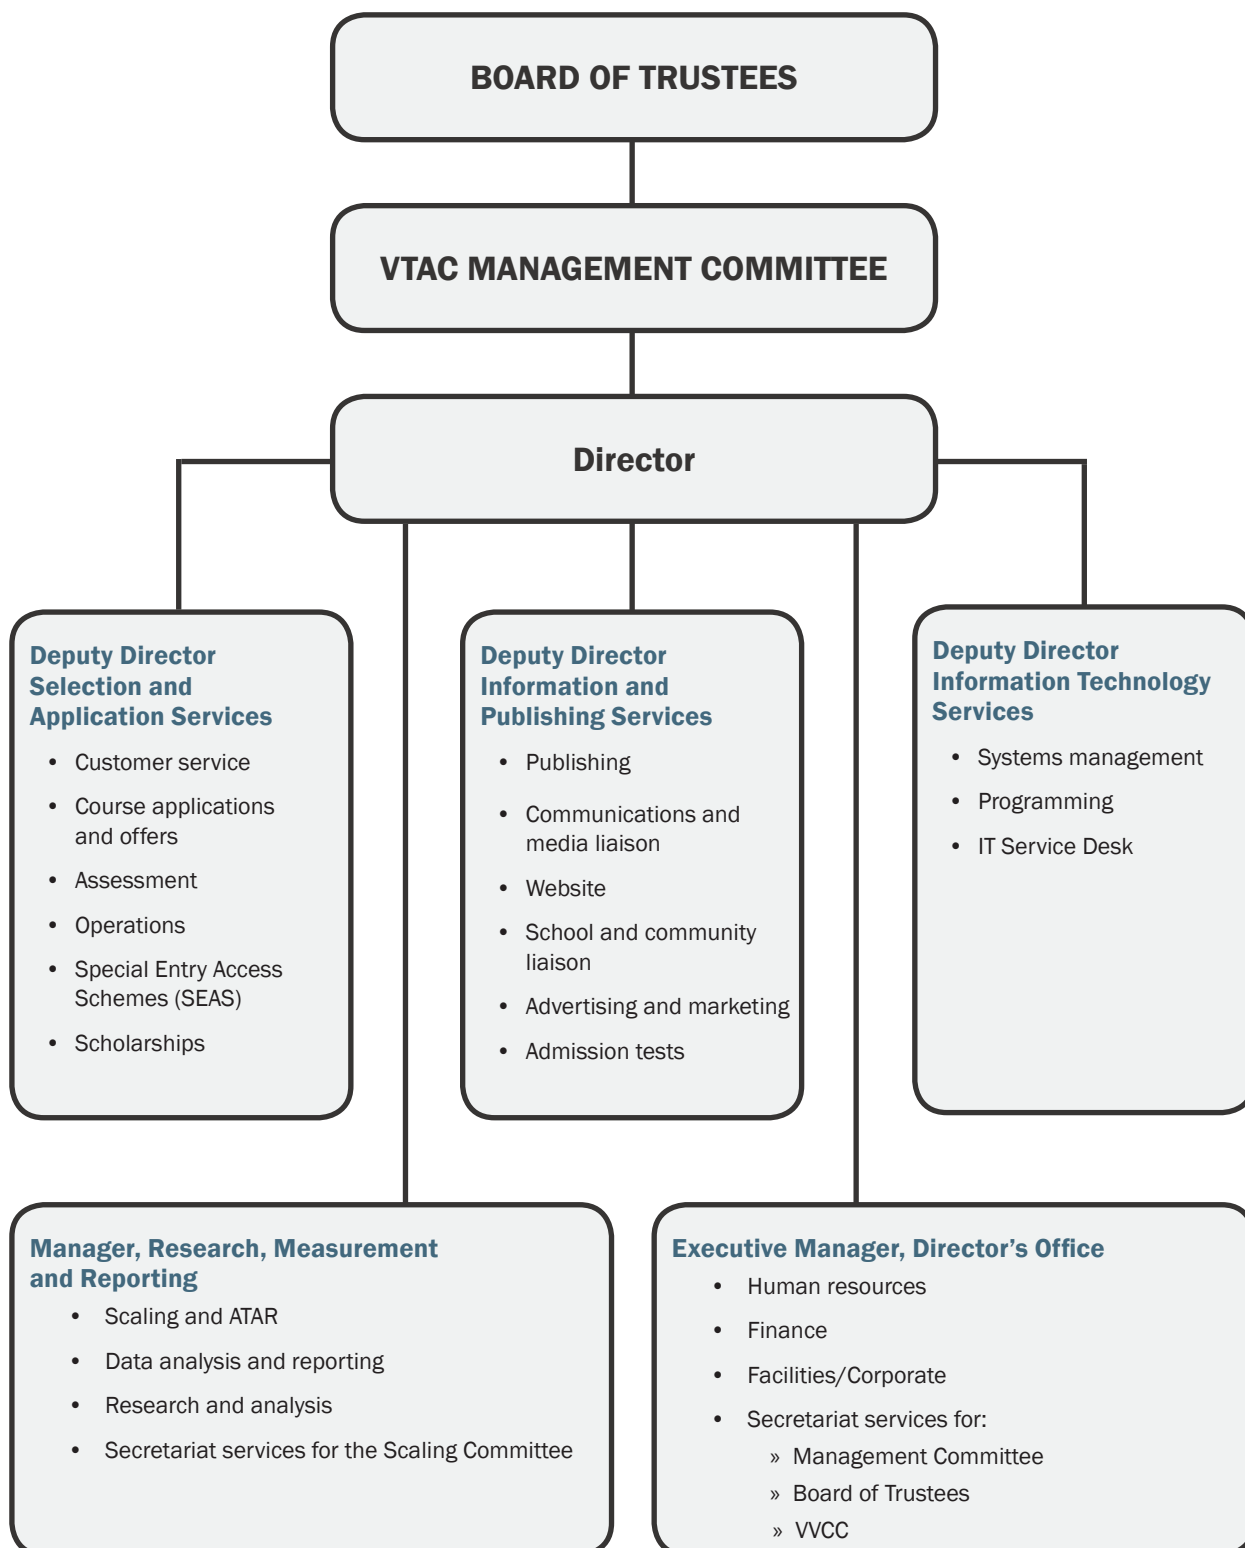 BOARD OF TRUSTEES
VTAC MANAGEMENT COMMITTEE
Director
Deputy Director
Selection and
Application Services
• Customer service
• Course applications
and offers
• Assessment
• Operations
• Special Entry Access
Schemes (SEAS)
• Scholarships
Deputy Director
Information and
Publishing Services
• Publishing
• Communications and
media liaison
• Website
• School and community
liaison
• Advertising and marketing
• Admission tests
Deputy Director
Information Technology
Services
• Systems management
• Programming
• IT Service Desk
Manager, Research, Measurement
and Reporting
• Scaling and ATAR
• Data analysis and reporting
• Research and analysis
• Secretariat services for the Scaling Committee
Executive Manager, Director’s Office
• Human resources
• Finance
• Facilities/Corporate
• Secretariat services for:
» Management Committee
» Board of Trustees
» VVCC